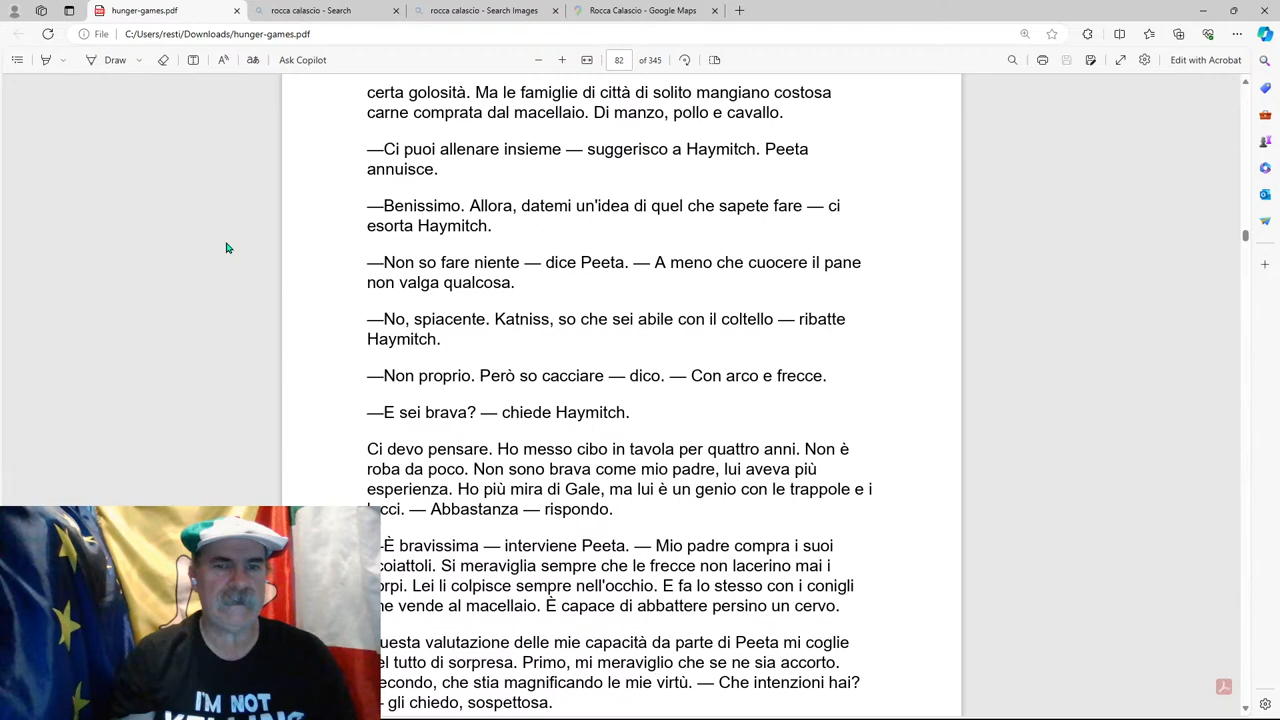 hunger-games.pdf
rocca calascio - Search
rocca calascio - Search Images
Rocca Calascio - Google Maps
File
C:/Users/resti/Downloads/hunger-games.pdf
Draw
Ask Copilot
82 of 345
Edit with Acrobat
certa golosità. Ma le famiglie di città di solito mangiano costosa
carne comprata dal macellaio. Di manzo, pollo e cavallo.
—Ci puoi allenare insieme — suggerisco a Haymitch. Peeta
annuisce.
—Benissimo. Allora, datemi un'idea di quel che sapete fare — ci
esorta Haymitch.
—Non so fare niente — dice Peeta. — A meno che cuocere il pane
non valga qualcosa.
—No, spiacente. Katniss, so che sei abile con il coltello — ribatte
Haymitch.
—Non proprio. Però so cacciare — dico. — Con arco e frecce.
—E sei brava? — chiede Haymitch.
Ci devo pensare. Ho messo cibo in tavola per quattro anni. Non è
roba da poco. Non sono brava come mio padre, lui aveva più
esperienza. Ho più mira di Gale, ma lui è un genio con le trappole e i
— Abbastanza — rispondo.
È bravissima — interviene Peeta. — Mio padre compra i suoi
Si meraviglia sempre che le frecce non lacerino mai i
Lei li colpisce sempre nell'occhio. E fa lo stesso con i conigli
vende al macellaio. È capace di abbattere persino un cervo.
valutazione delle mie capacità da parte di Peeta mi coglie
tutto di sorpresa. Primo, mi meraviglio che se ne sia accorto.
che stia magnificando le mie virtù. — Che intenzioni hai?
— gli chiedo, sospettosa.
I'M NOT